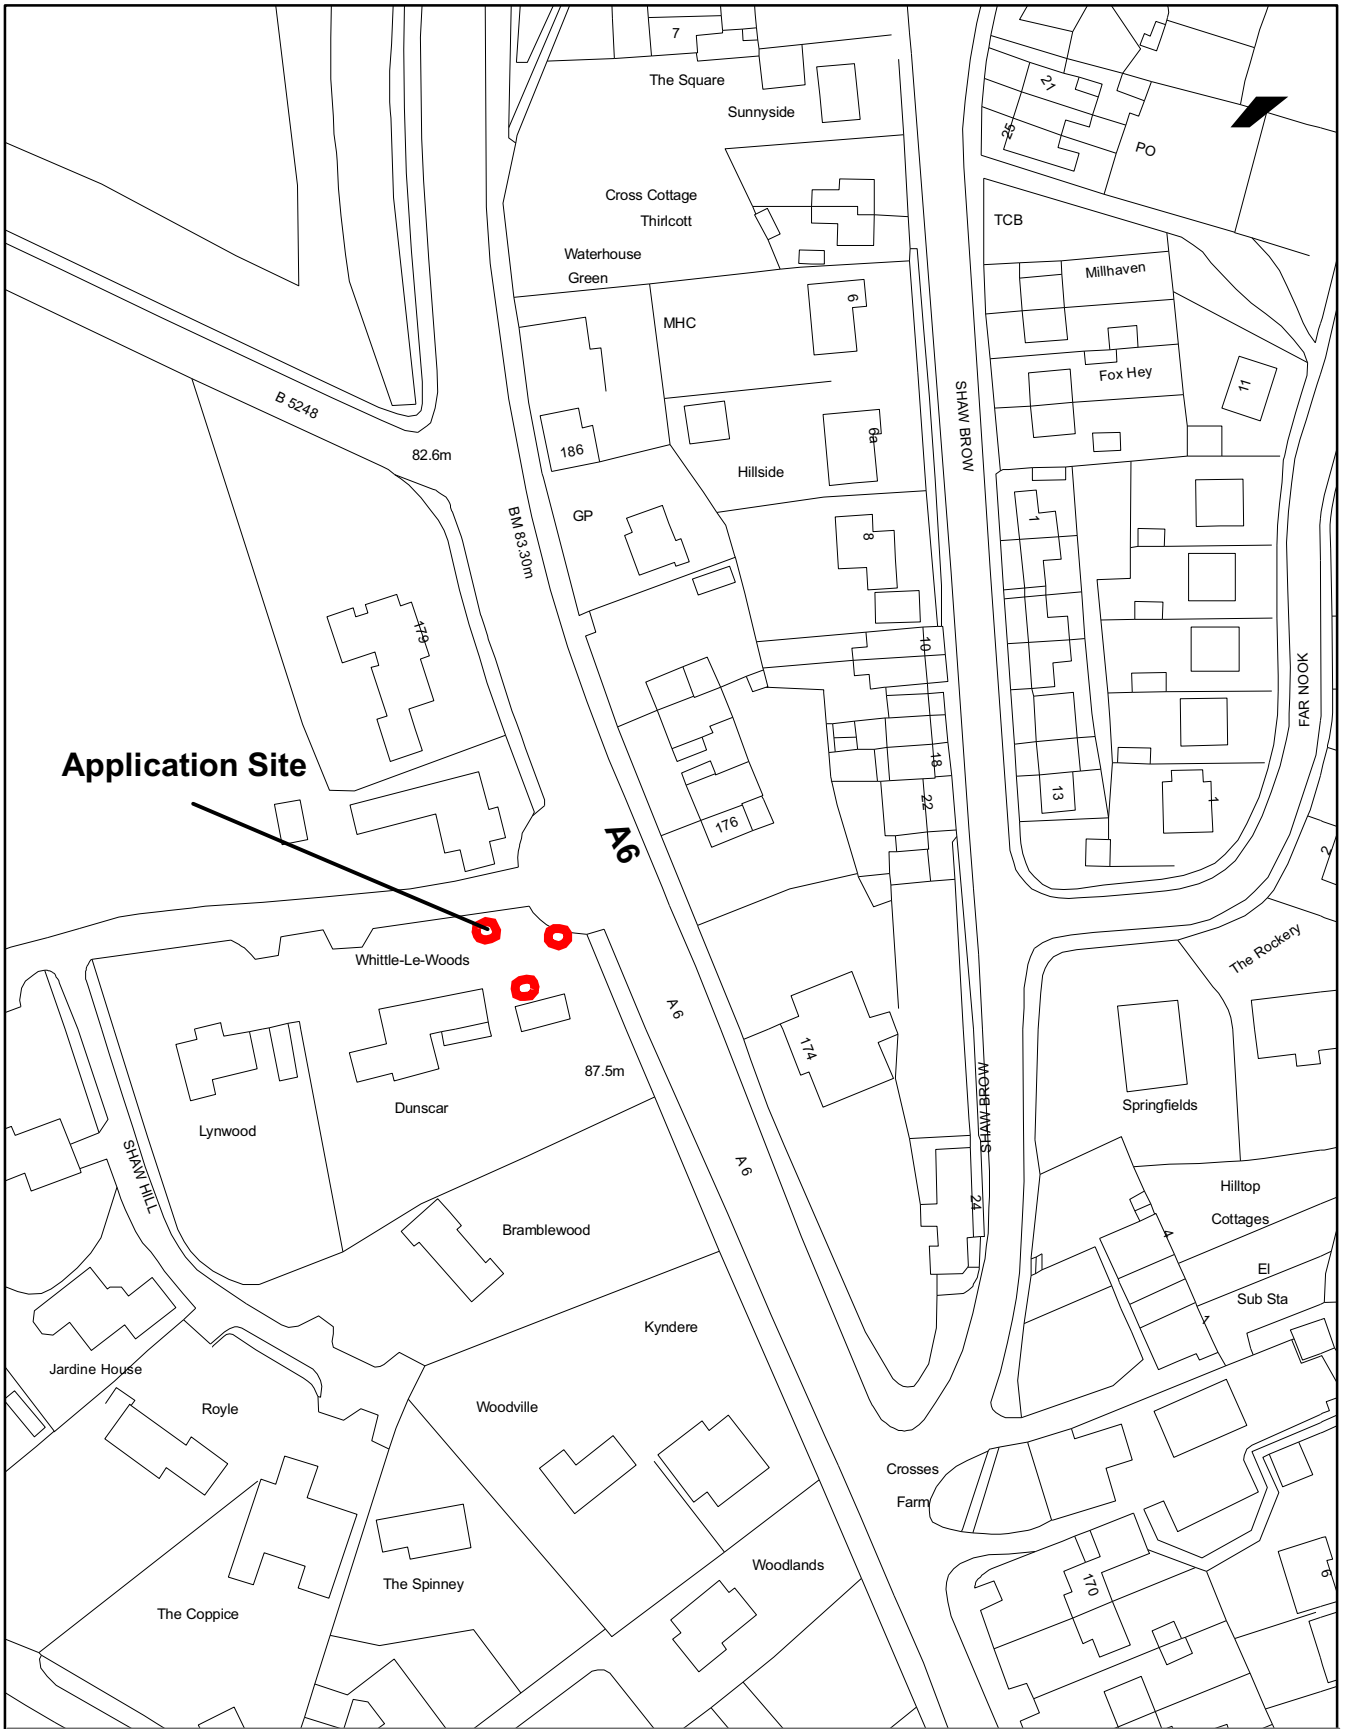 7
The Square
Sunnyside
21
25
PO
Cross Cottage
Thirlcott
TCB
Waterhouse
Green
Millhaven
6
MHC
Fox Hey
11
B 5248
SHAW BROW
82.6m
186
6a
Hillside
BM 83.30m
GP
8
1
179
10
FAR NOOK
Application Site
18
13
1
22
176
A6
2
Whittle-Le-Woods
The Rockery
A 6
174
87.5m
Dunscar
Springfields
Lynwood
SHAW BROW
SHAW HILL
A 6
24
Hilltop
Cottages
Bramblewood
4
El
Sub Sta
1
Kyndere
Jardine House
Royle
Woodville
Crosses
Farm
Woodlands
The Spinney
170
6
The Coppice